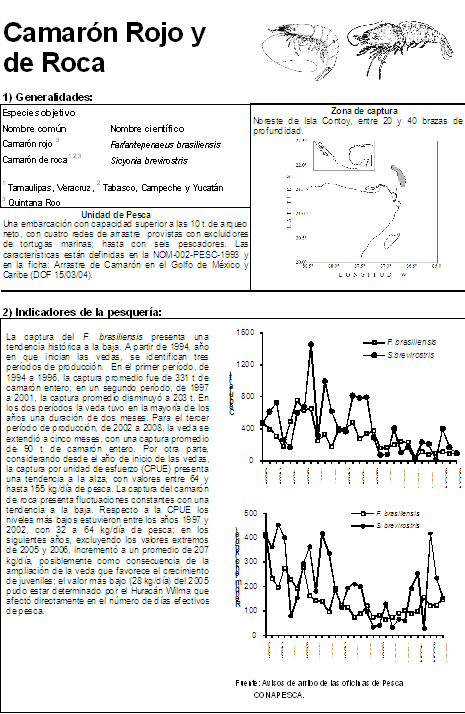 Camarón Rojo y
de Roca
1) Generalidades:
Especies objetivo
Nombre común Nombre científico
Camarón rojo 3 Farfantepenaeus brasiliensis
Camarón de roca 1,2,3 Sicyonia brevirostris
1 Tamaulipas, Veracruz, 2 Tabasco, Campeche y Yucatán
3 Quintana Roo
Unidad de Pesca
Una embarcación con capacidad superior a las 10 t de arqueo
neto, con cuatro redes de arrastre provistas con excluidores
de tortugas marinas; hasta con seis pescadores. Las
características están definidas en la NOM-002-PESC-1993 y
en la ficha: Arrastre de Camarón en el Golfo de México y
Caribe (DOF 15/03/04).
Zona de captura
Noreste de Isla Contoy, entre 20 y 40 brazas de
profundidad.
L A T I T U D N
L O N G I T U D W
2) Indicadores de la pesquería:
La captura del F. brasiliensis presenta una
tendencia histórica a la baja. A partir de 1994, año
en que inician las vedas, se identifican tres
períodos de producción. En el primer período, de
1994 a 1996, la captura promedio fue de 331 t de
camarón entero; en un segundo período, de 1997
a 2001, la captura promedio disminuyó a 203 t. En
los dos períodos la veda tuvo en la mayoría de los
años una duración de dos meses. Para el tercer
período de producción, de 2002 a 2008, la veda se
extendió a cinco meses, con una captura promedio
de 90 t de camarón entero. Por otra parte,
considerando desde el año de inicio de las vedas,
la captura por unidad de esfuerzo (CPUE) presenta
una tendencia a la alza, con valores entre 64 y
hasta 155 kg/día de pesca. La captura del camarón
de roca presenta fluctuaciones constantes con una
tendencia a la baja. Respecto a la CPUE los
niveles más bajos estuvieron entre los años 1997 y
2002, con 32 a 64 kg/día de pesca; en los
siguientes años, excluyendo los valores extremos
de 2005 y 2006, incrementó a un promedio de 207
kg/día, posiblemente como consecuencia de la
ampliación de la veda que favorece el crecimiento
de juveniles; el valor más bajo (28 kg/día) del 2005
pudo estar determinado por el Huracán Wilma que
afectó directamente en el número de días efectivos
de pesca.
1600
1200
800
400
0
F. brasiliensis
S.brevirostris
500
400
300
200
100
0
F. brasiliensis
S. brevirostris
Fuente: Avisos de arribo de las oficinas de Pesca
CONAPESCA.